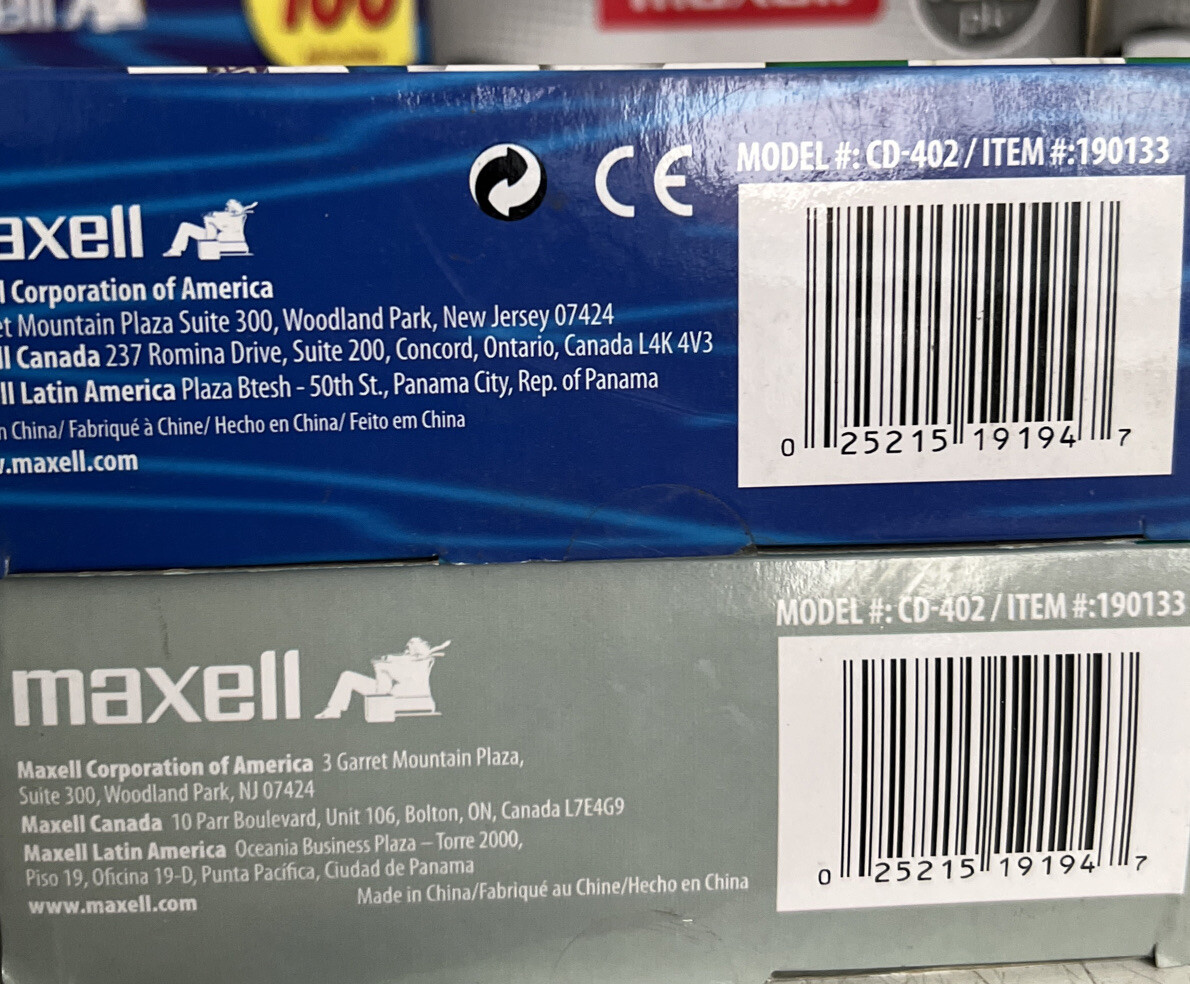 100
MODEL #: CD-402 / ITEM #:190133
axell
Corporation of America
Mountain Plaza Suite 300, Woodland Park, New Jersey 07424
Canada 237 Romina Drive, Suite 200, Concord, Ontario, Canada L4K 4V3
Latin America Plaza Btesh - 50th St., Panama City, Rep. of Panama
China/ Fabriqué à Chine/ Hecho en China/ Feito em China
.maxell.com
0 25215 19194 7
MODEL #: CD-402 / ITEM #:190133
maxell
Maxell Corporation of America 3 Garret Mountain Plaza,
Suite 300, Woodland Park, NJ 07424
Maxell Canada 10 Parr Boulevard, Unit 106, Bolton, ON, Canada L7E4G9
Maxell Latin America Oceania Business Plaza – Torre 2000,
Piso 19, Oficina 19-D, Punta Pacífica, Ciudad de Panama
Made in China/Fabriqué au Chine/Hecho en China
www.maxell.com
0 25215 19194 7